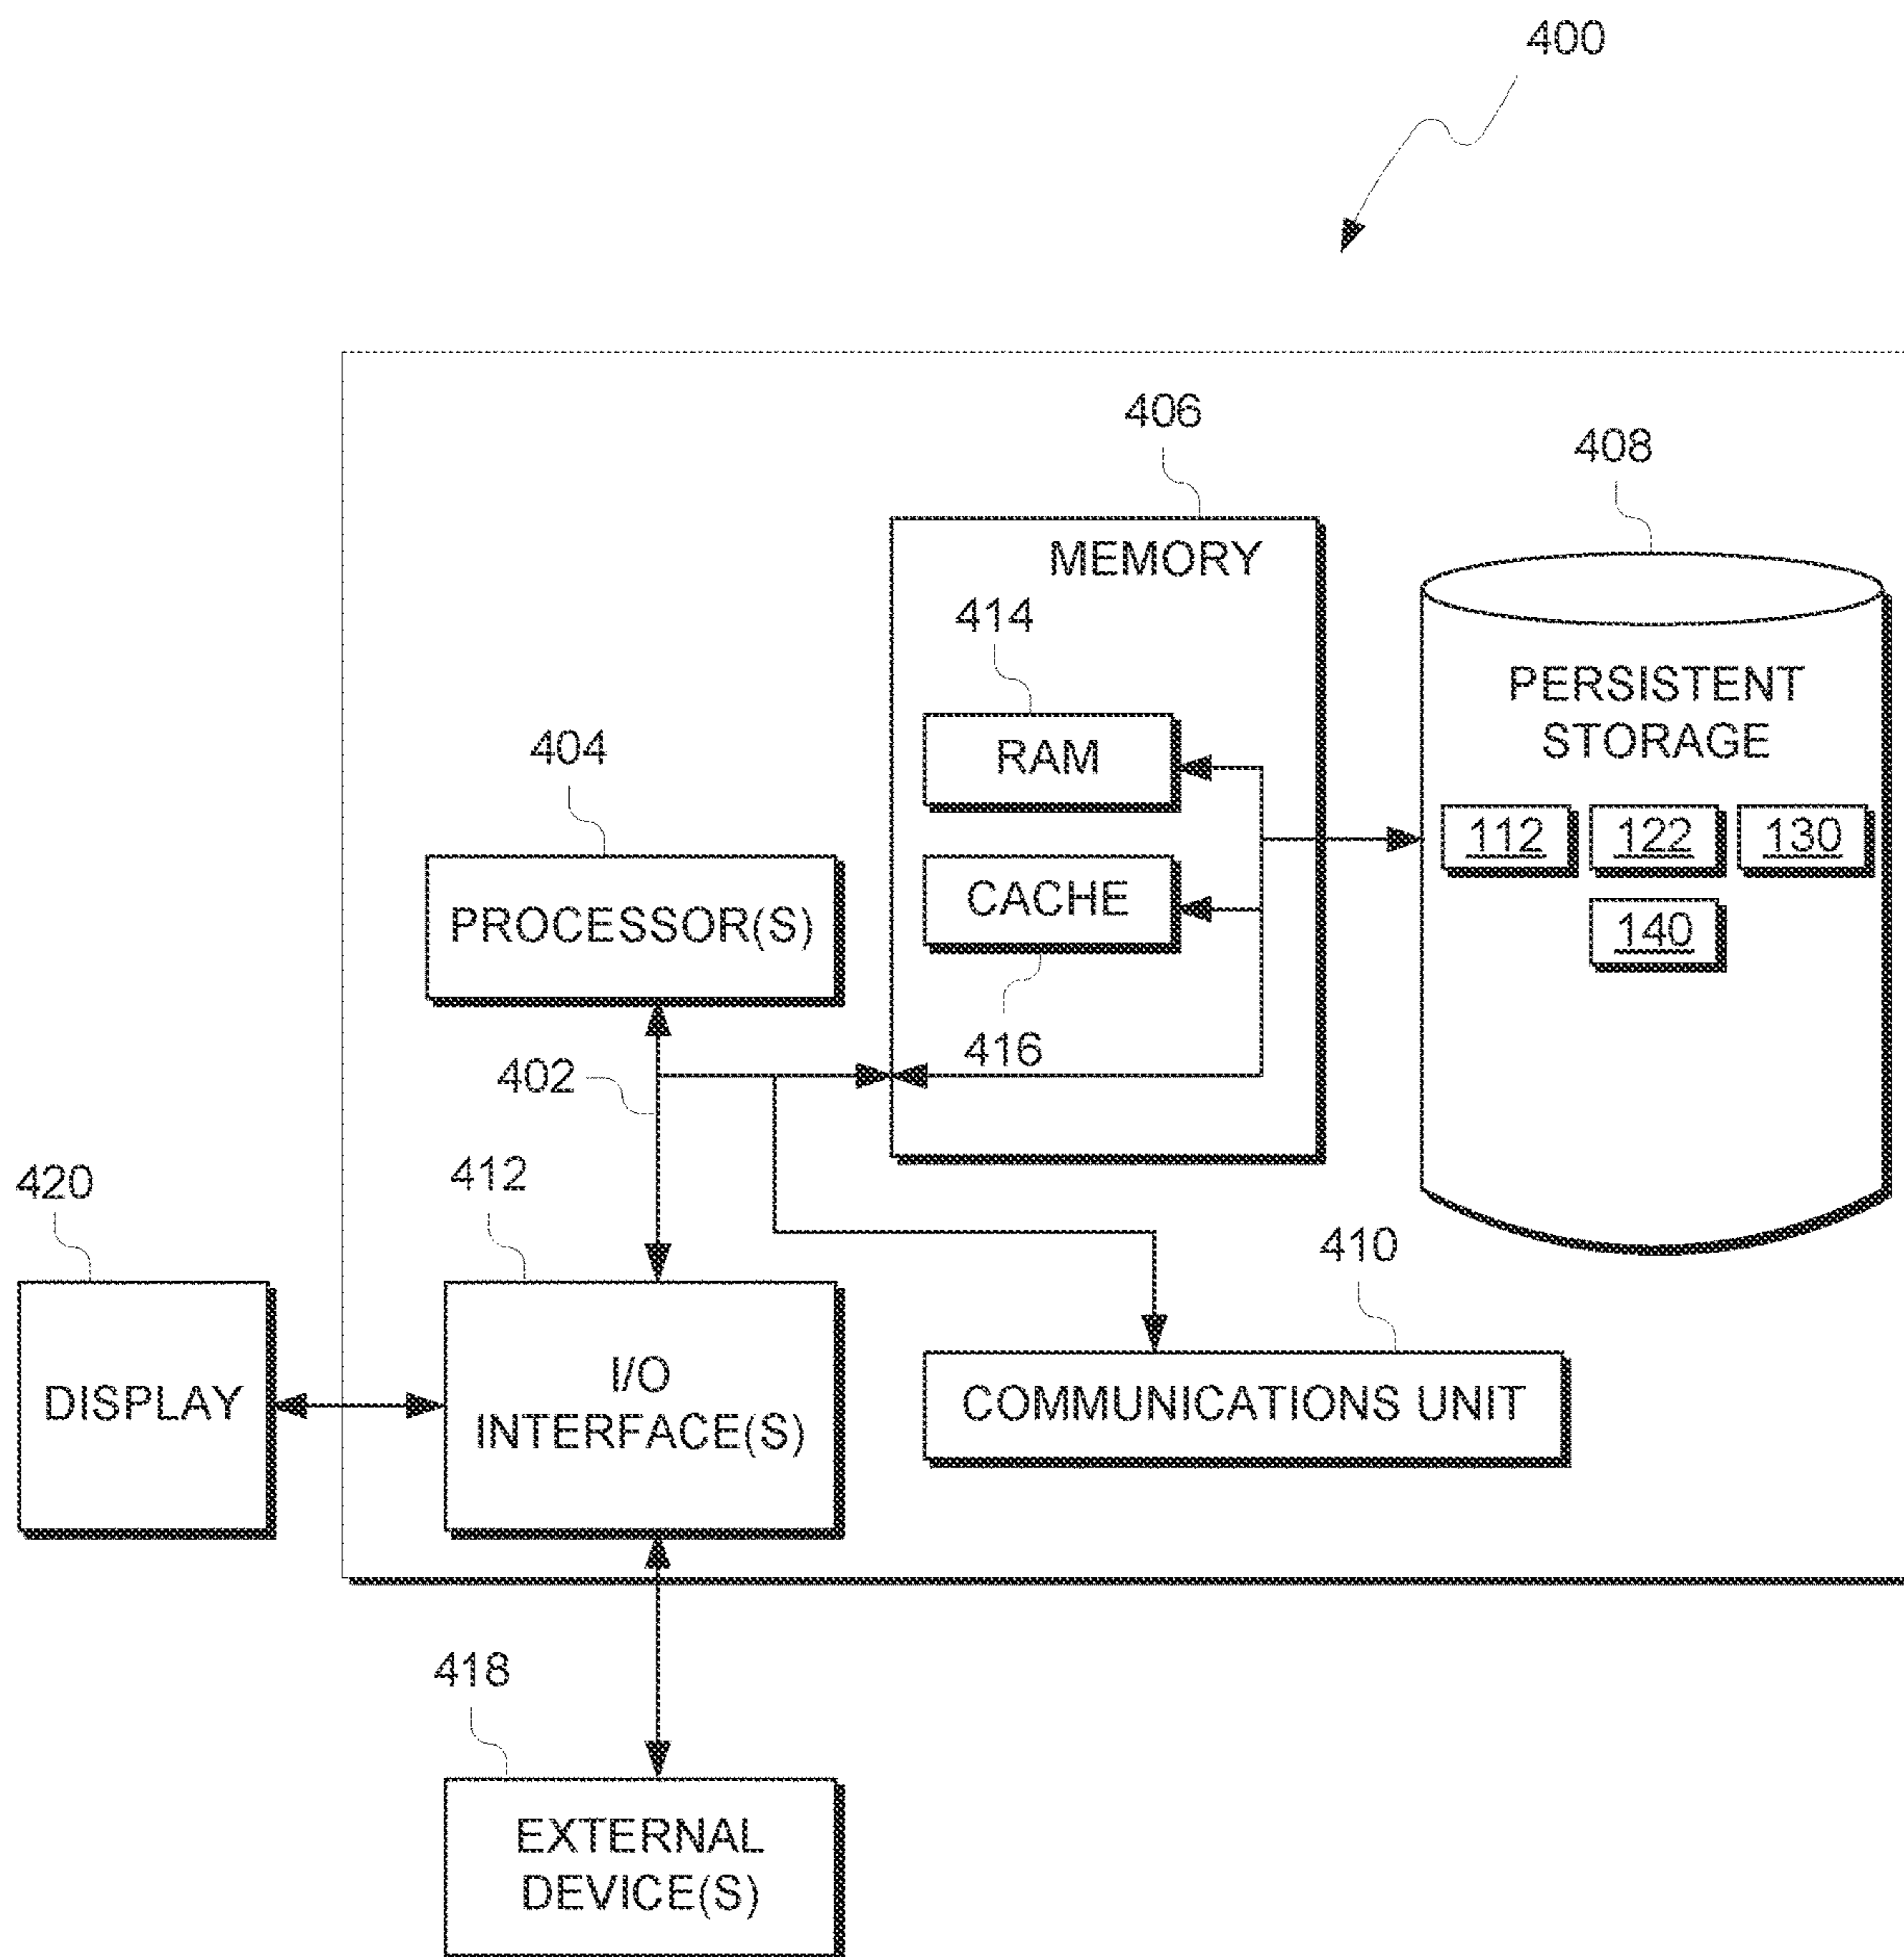 400
406
408
MEMORY
414
PERSISTENT
STORAGE
RAM
404
112 122 130
CACHE
PROCESSOR(S)
140
416
402
420
412
410
I/O
INTERFACE(S)
DISPLAY
COMMUNICATIONS UNIT
418
EXTERNAL
DEVICE(S)